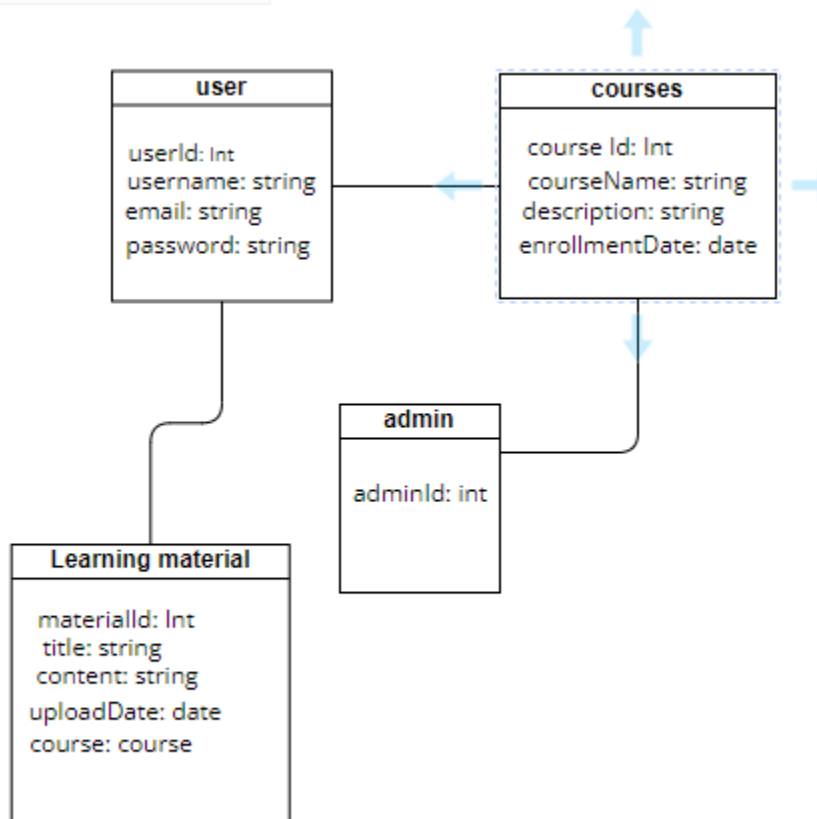 user
userId: Int
username: string
email: string
password: string
courses
course Id: Int
courseName: string
description: string
enrollmentDate: date
admin
adminId: int
Learning material
materialId: Int
title: string
content: string
uploadDate: date
course: course